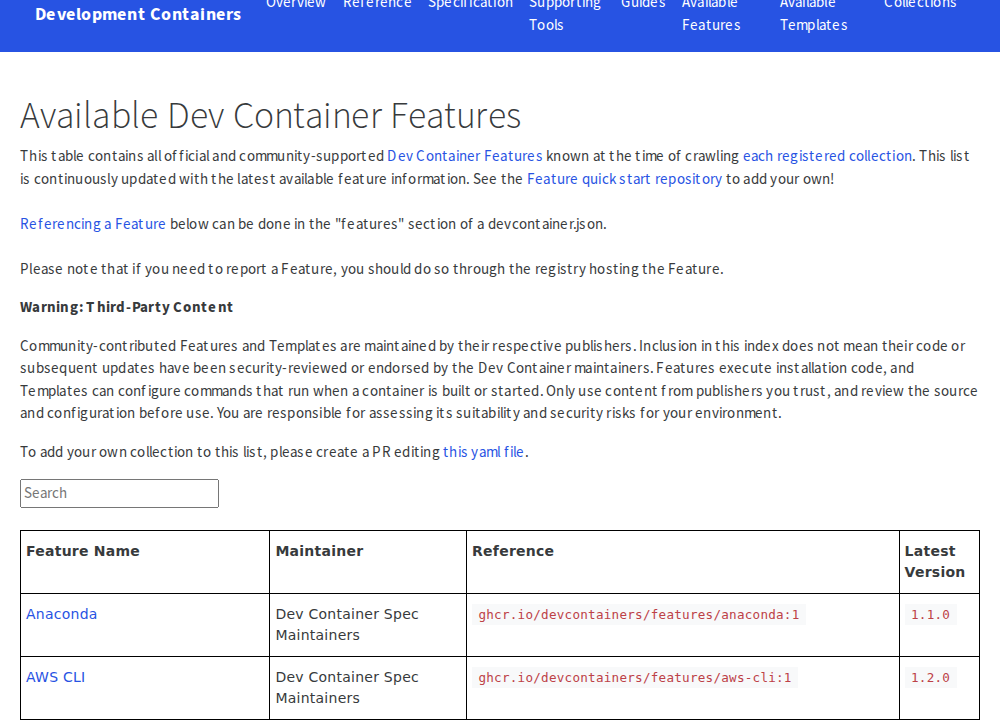 Development Containers
Overview Reference Specification Supporting Tools Guides Available Features Available Templates Collections
Available Dev Container Features
This table contains all official and community-supported Dev Container Features known at the time of crawling each registered collection. This list
is continuously updated with the latest available feature information. See the Feature quick start repository to add your own!
Referencing a Feature below can be done in the "features" section of a devcontainer.json.
Please note that if you need to report a Feature, you should do so through the registry hosting the Feature.
Warning: Third-Party Content
Community-contributed Features and Templates are maintained by their respective publishers. Inclusion in this index does not mean their code or
subsequent updates have been security-reviewed or endorsed by the Dev Container maintainers. Features execute installation code, and
Templates can configure commands that run when a container is built or started. Only use content from publishers you trust, and review the source
and configuration before use. You are responsible for assessing its suitability and security risks for your environment.
To add your own collection to this list, please create a PR editing this yaml file.
Search
Feature Name Maintainer Reference Latest Version
Anaconda Dev Container Spec Maintainers ghcr.io/devcontainers/features/anaconda:1 1.1.0
AWS CLI Dev Container Spec Maintainers ghcr.io/devcontainers/features/aws-cli:1 1.2.0